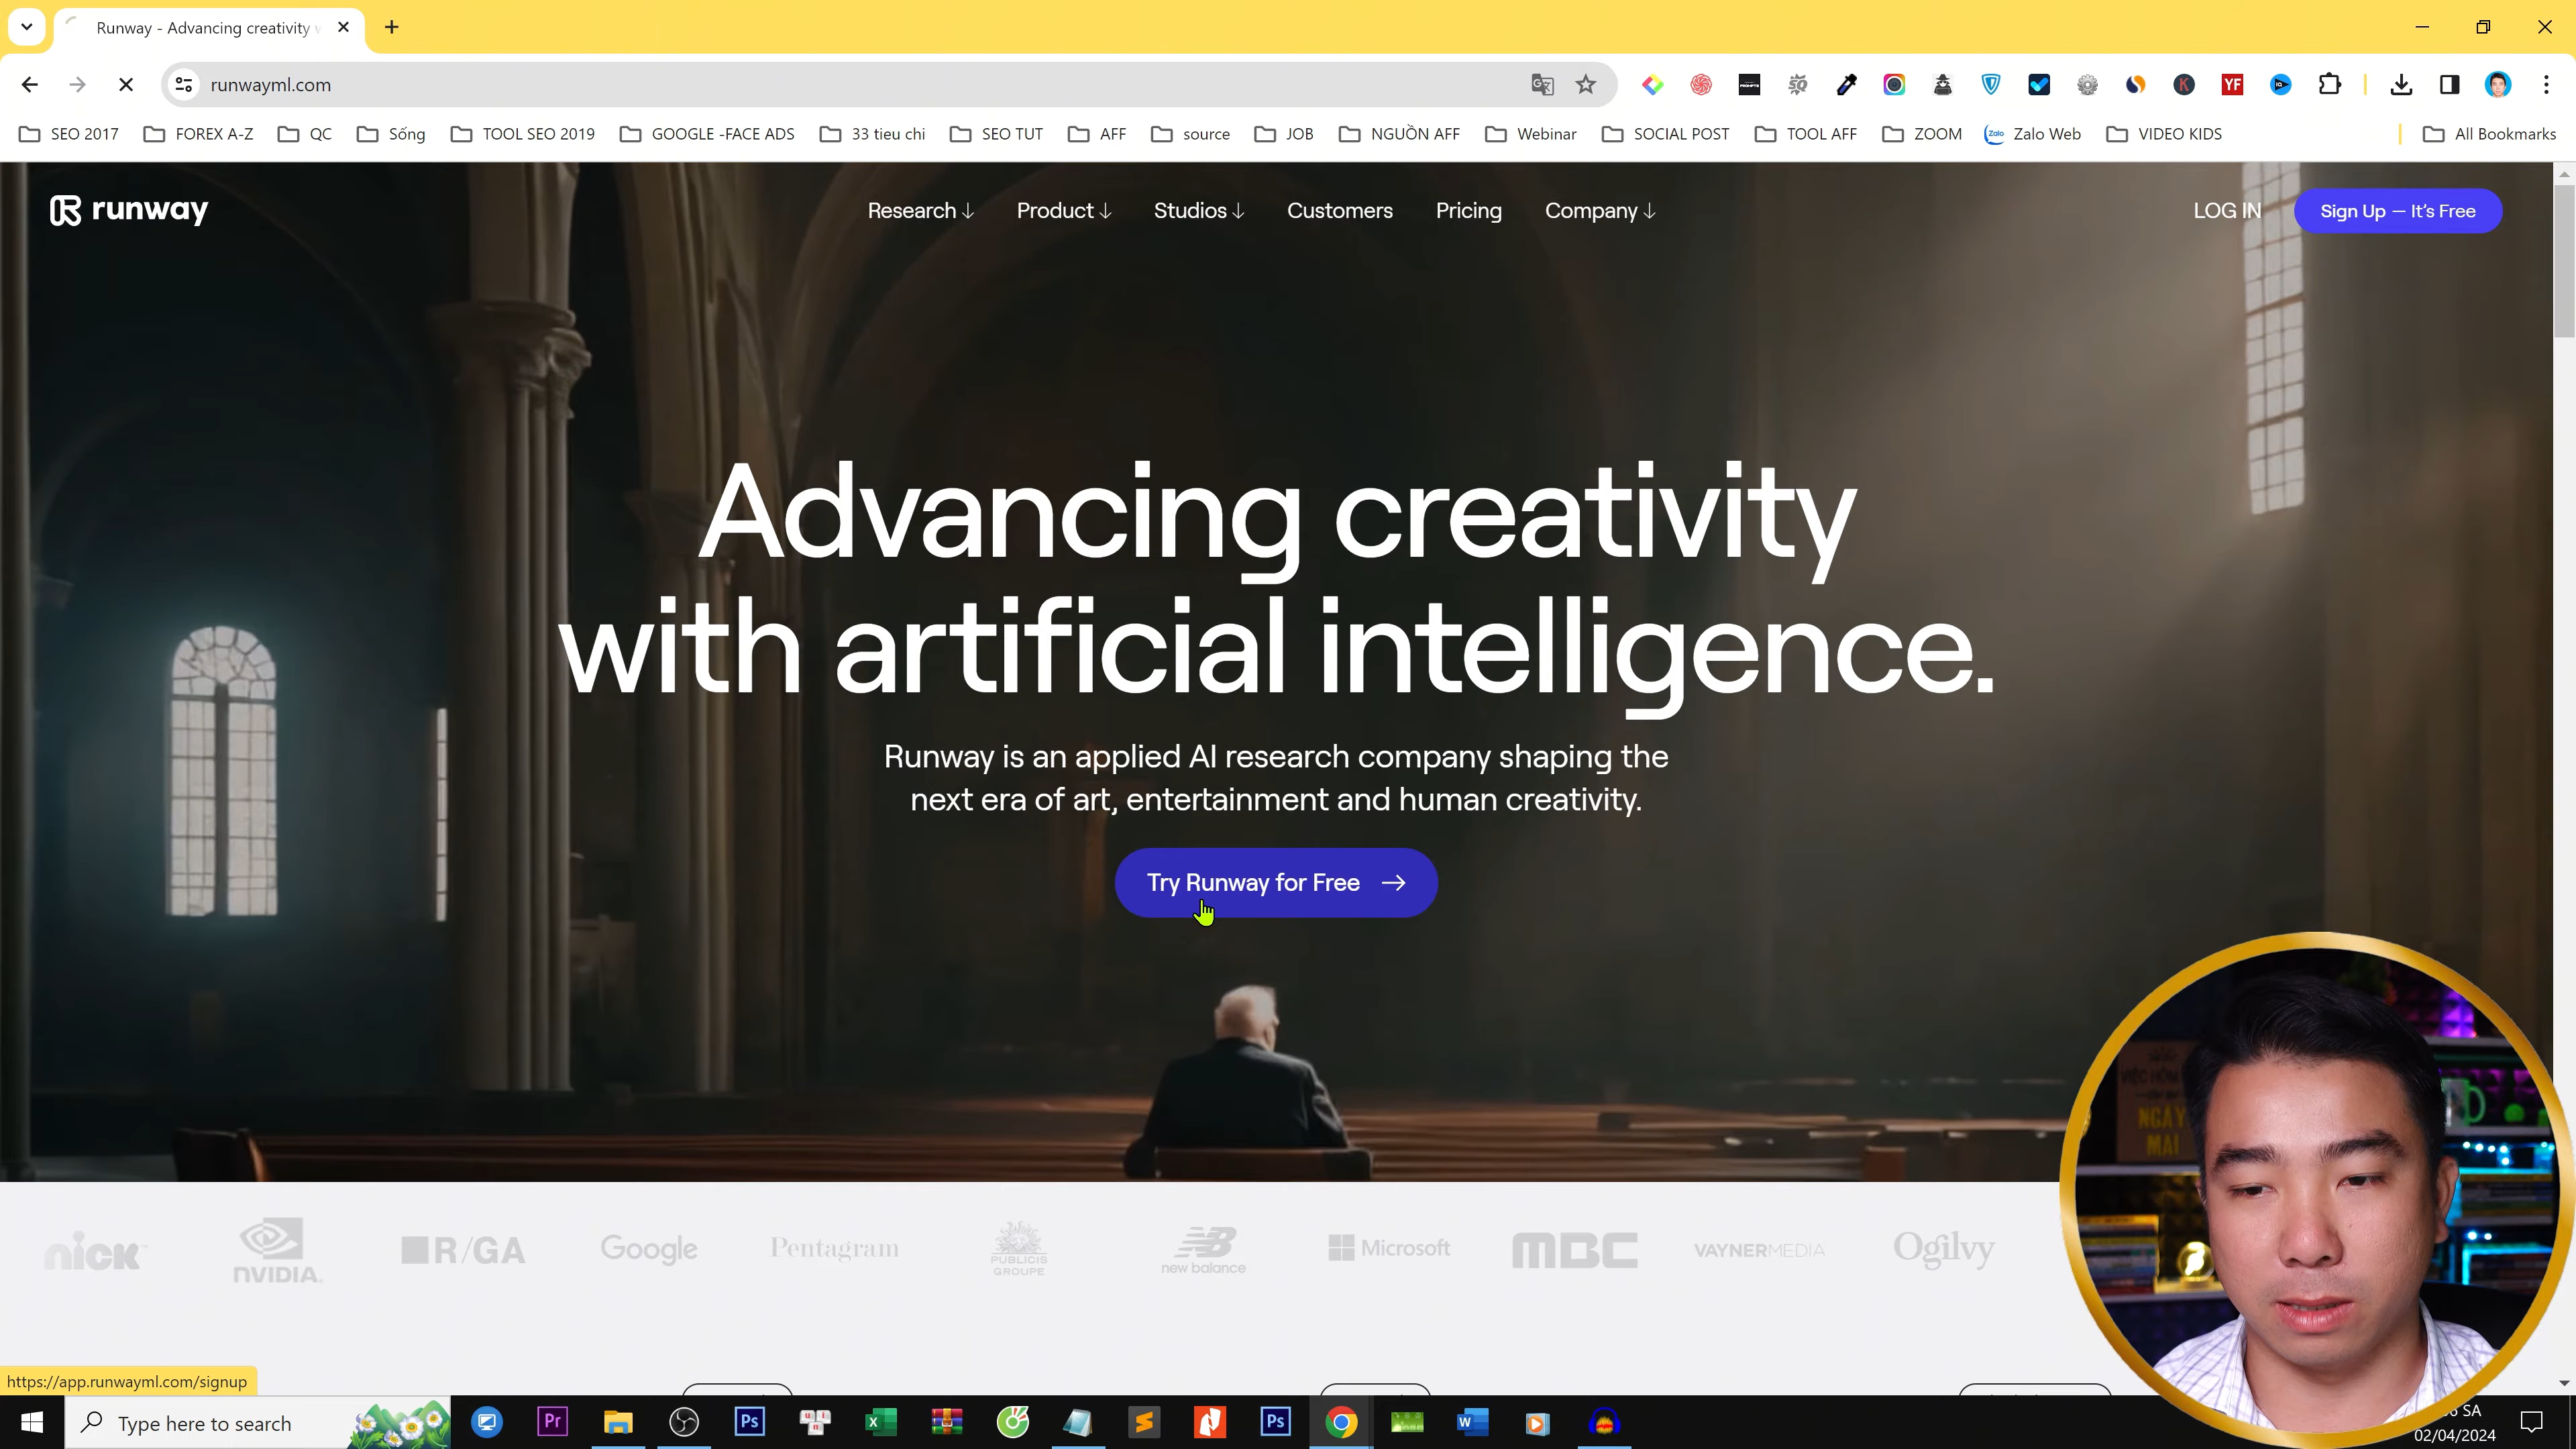 Runway - Advancing creativity
runwayml.com
SEO 2017
FOREX A-Z
QC
Sống
TOOL SEO 2019
GOOGLE -FACE ADS
33 tieu chi
SEO TUT
AFF
source
JOB
NGUỒN AFF
Webinar
SOCIAL POST
TOOL AFF
ZOOM
Zalo Web
VIDEO KIDS
All Bookmarks
runway
Research
Product
Studios
Customers
Pricing
Company
LOG IN
Sign Up — It's Free
Advancing creativity
with artificial intelligence.
Runway is an applied AI research company shaping the
next era of art, entertainment and human creativity.
Try Runway for Free
nick
NVIDIA.
R/GA
Google
Pentagram
PUBLICIS
GROUPE
new balance
Microsoft
MBC
VAYNERMEDIA
Ogilvy
NGÀY
MAI
https://app.runwayml.com/signup
Type here to search
SA
02/04/2024